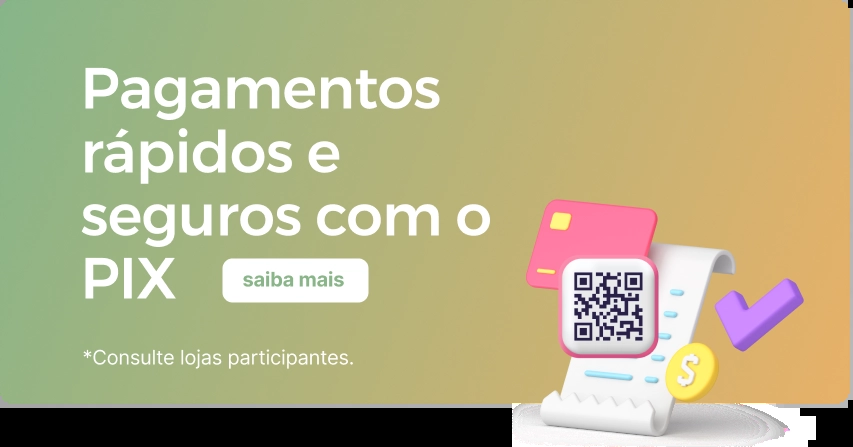 Pagamentos
rápidos e
seguros com o
PIX saiba mais
*Consulte lojas participantes.
$